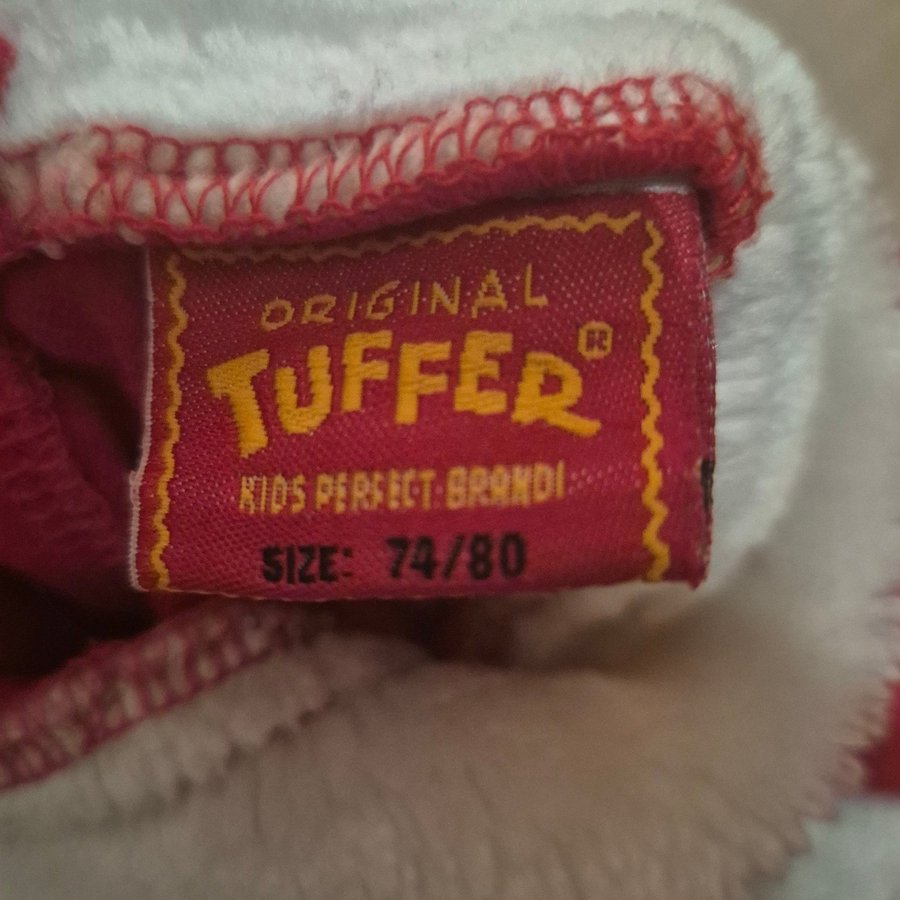 ORIGINAL
TUFFER®
KIDS PERFECT BRAND!
SIZE: 74/80